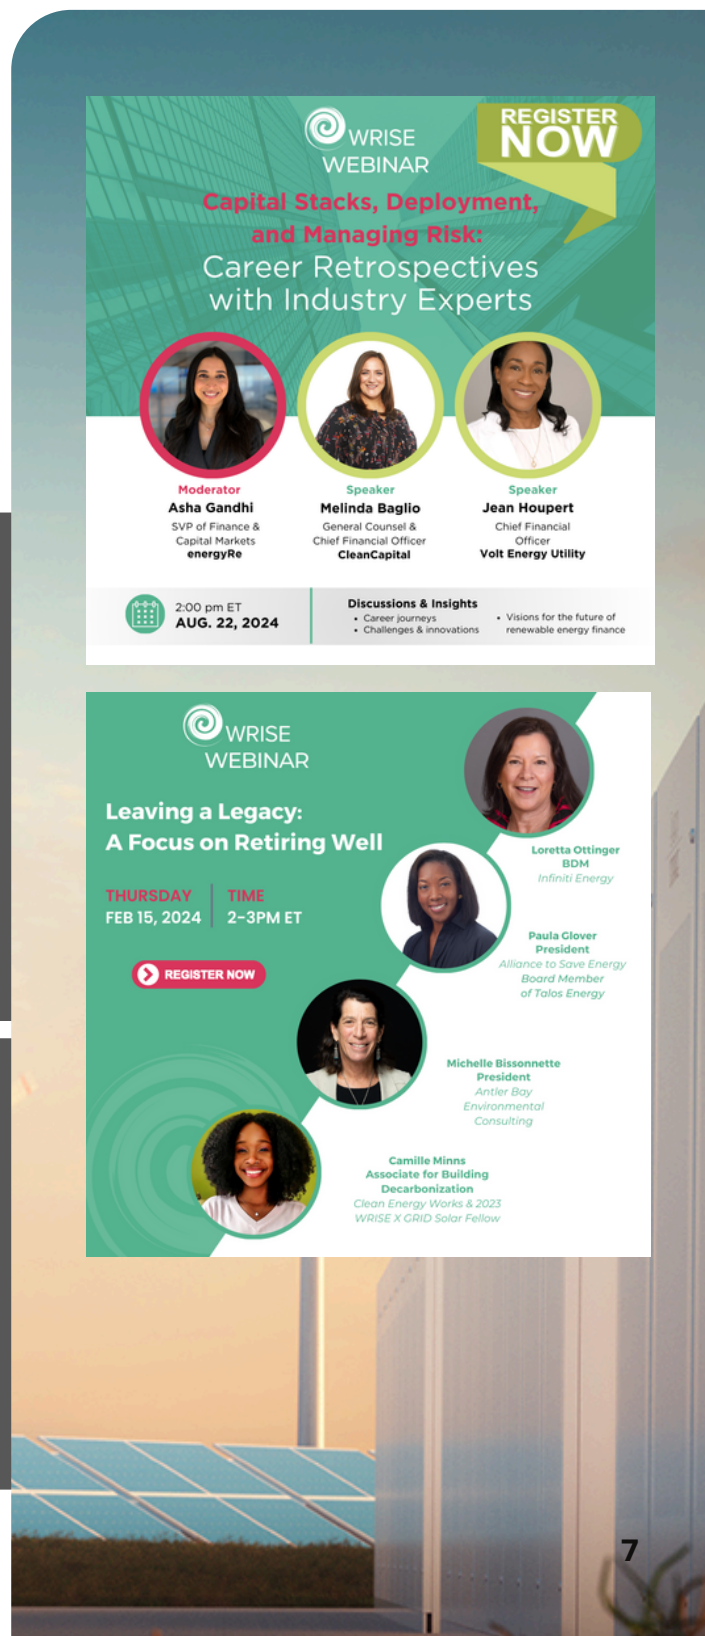 WRISE
WEBINAR
REGISTER
NOW
Capital Stacks, Deployment,
and Managing Risk:
Career Retrospectives
with Industry Experts
Moderator
Asha Gandhi
SVP of Finance &
Capital Markets
energyRe
Speaker
Melinda Baglio
General Counsel &
Chief Financial Officer
CleanCapital
Speaker
Jean Houpert
Chief Financial
Officer
Volt Energy Utility
2:00 pm ET
AUG. 22, 2024
Discussions & Insights
• Career journeys
• Challenges & innovations
• Visions for the future of
renewable energy finance
WRISE
WEBINAR
Leaving a Legacy:
A Focus on Retiring Well
THURSDAY
FEB 15, 2024
TIME
2-3PM ET
REGISTER NOW
Loretta Ottinger
BDM
Infiniti Energy
Paula Glover
President
Alliance to Save Energy
Board Member
of Talos Energy
Michelle Bissonnette
President
Antler Bay
Environmental
Consulting
Camille Minns
Associate for Building
Decarbonization
Clean Energy Works & 2023
WRISE X GRID Solar Fellow
7